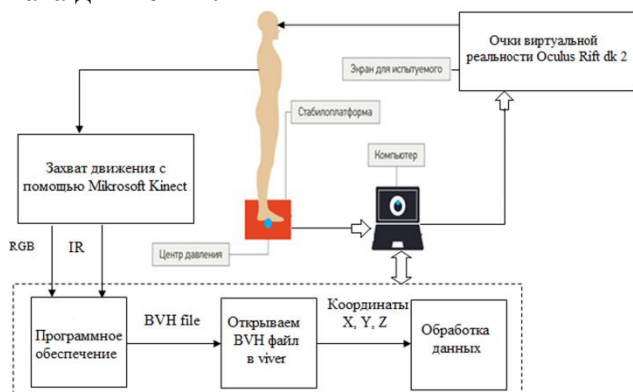 Очки виртуальной
реальности Oculus Rift dk 2
Экран для испытуемого
Стабилоплатформа
Захват движения с
помощью Mikrosoft Kinect
Компьютер
RGB
IR
Центр давления
Программное
обеспечение
BVH file
Открываем
BVH файл
в viver
Координаты
X, Y, Z
Обработка
данных